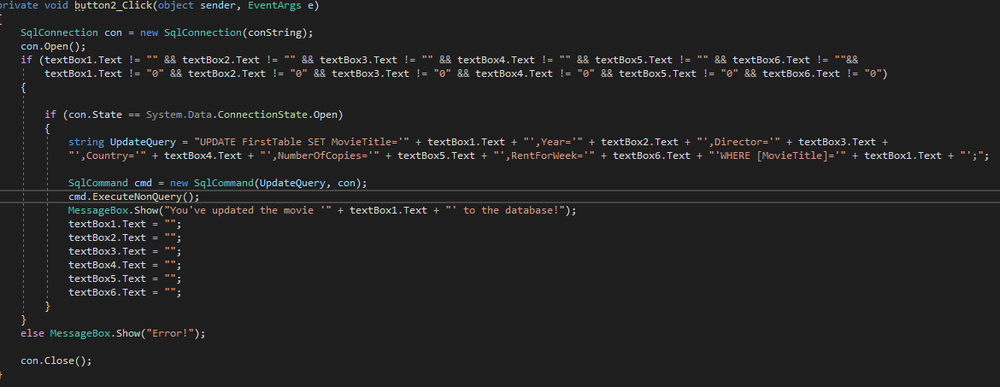 private void button2_Click(object sender, EventArgs e)
{
SqlConnection con = new SqlConnection(conString);
con.Open();
if (textBox1.Text != "" && textBox2.Text != "" && textBox3.Text != "" && textBox4.Text != "" && textBox5.Text != "" && textBox6.Text != ""&&
textBox1.Text != "0" && textBox2.Text != "0" && textBox3.Text != "0" && textBox4.Text != "0" && textBox5.Text != "0" && textBox6.Text != "0")
{
if (con.State == System.Data.ConnectionState.Open)
{
string UpdateQuery = "UPDATE FirstTable SET MovieTitle='" + textBox1.Text + "',Year='" + textBox2.Text + "',Director='" + textBox3.Text +
"',Country='" + textBox4.Text + "',NumberOfCopies='" + textBox5.Text + "',RentForWeek='" + textBox6.Text + "'WHERE [MovieTitle]='" + textBox1.Text + "';";
SqlCommand cmd = new SqlCommand(UpdateQuery, con);
cmd.ExecuteNonQuery();
MessageBox.Show("You've updated the movie '" + textBox1.Text + "' to the database!");
textBox1.Text = "";
textBox2.Text = "";
textBox3.Text = "";
textBox4.Text = "";
textBox5.Text = "";
textBox6.Text = "";
}
}
else MessageBox.Show("Error!");
con.Close();
}